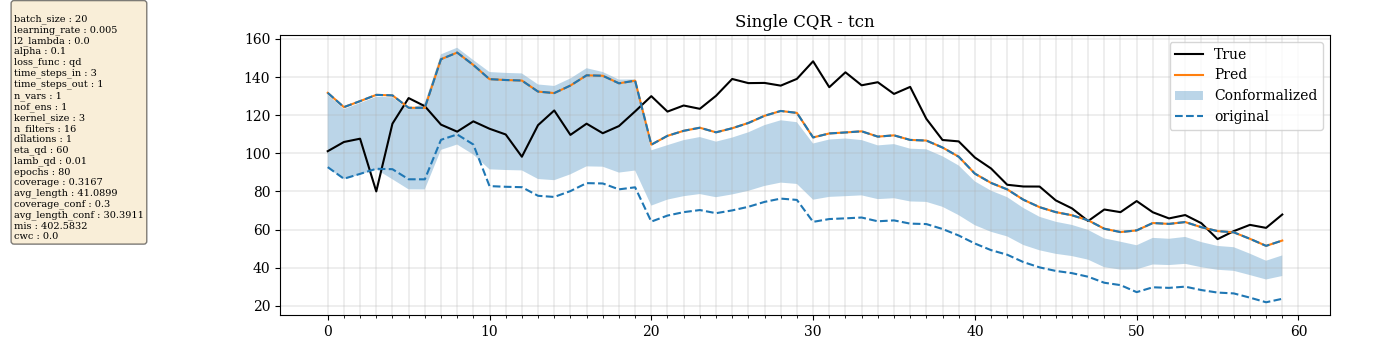 batch_size : 20
learning_rate : 0.005
l2_lambda : 0.0
alpha : 0.1
loss_func : qd
time_steps_in : 3
time_steps_out : 1
n_vars : 1
nof_ens : 1
kernel_size : 3
n_filters : 16
dilations : 1
eta_qd : 60
lamb_qd : 0.01
epochs : 80
coverage : 0.3167
avg_length : 41.0899
coverage_conf : 0.3
avg_length_conf : 30.3911
mis : 402.5832
cwc : 0.0
Single CQR - tcn
160
140
120
100
80
60
40
20
0 10 20 30 40 50 60
True
Pred
Conformalized
original